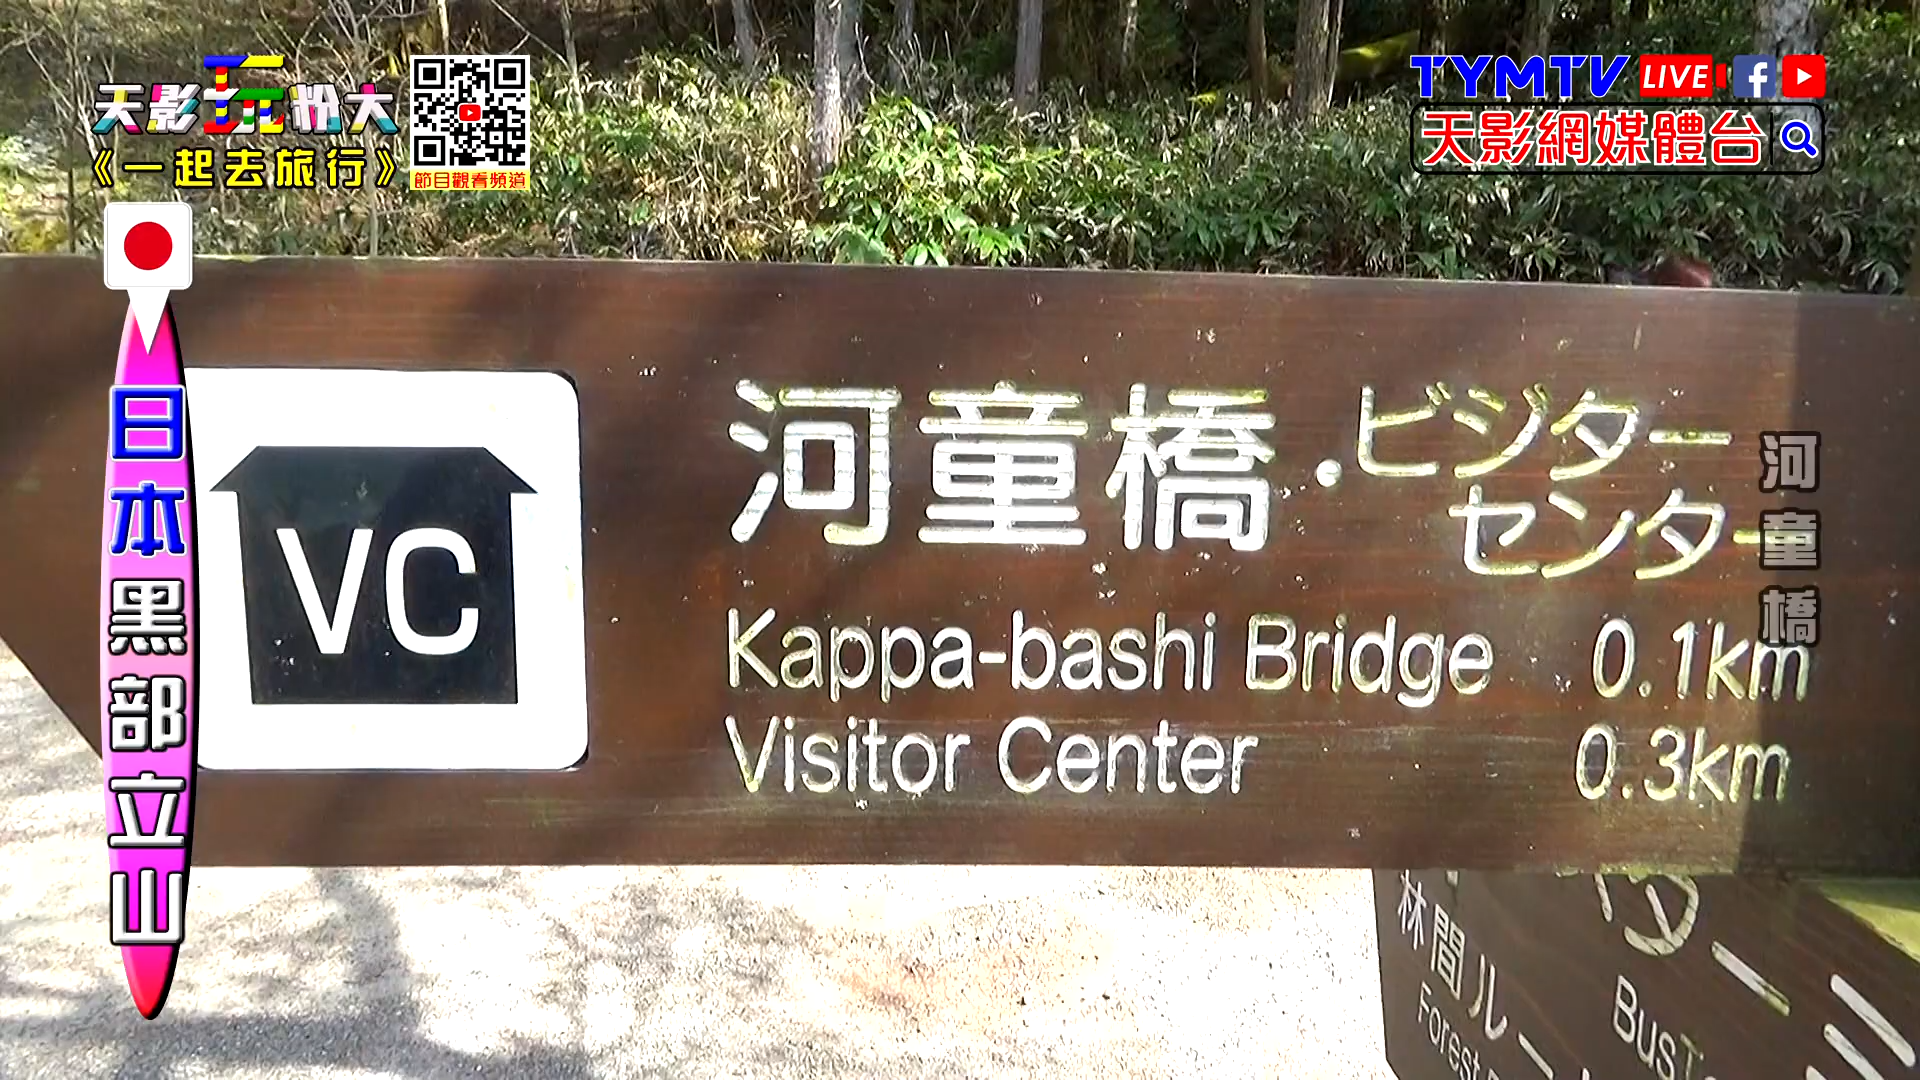 天影玩粉大
《一起去旅行》
節目觀看頻道
TYMTV LIVE
天影網媒體台
日本黑部立山
VC
河童橋・ビジター
センター
河童橋
Kappa-bashi Bridge 0.1km
Visitor Center 0.3km
林間ルー
Forest
ター
Bus